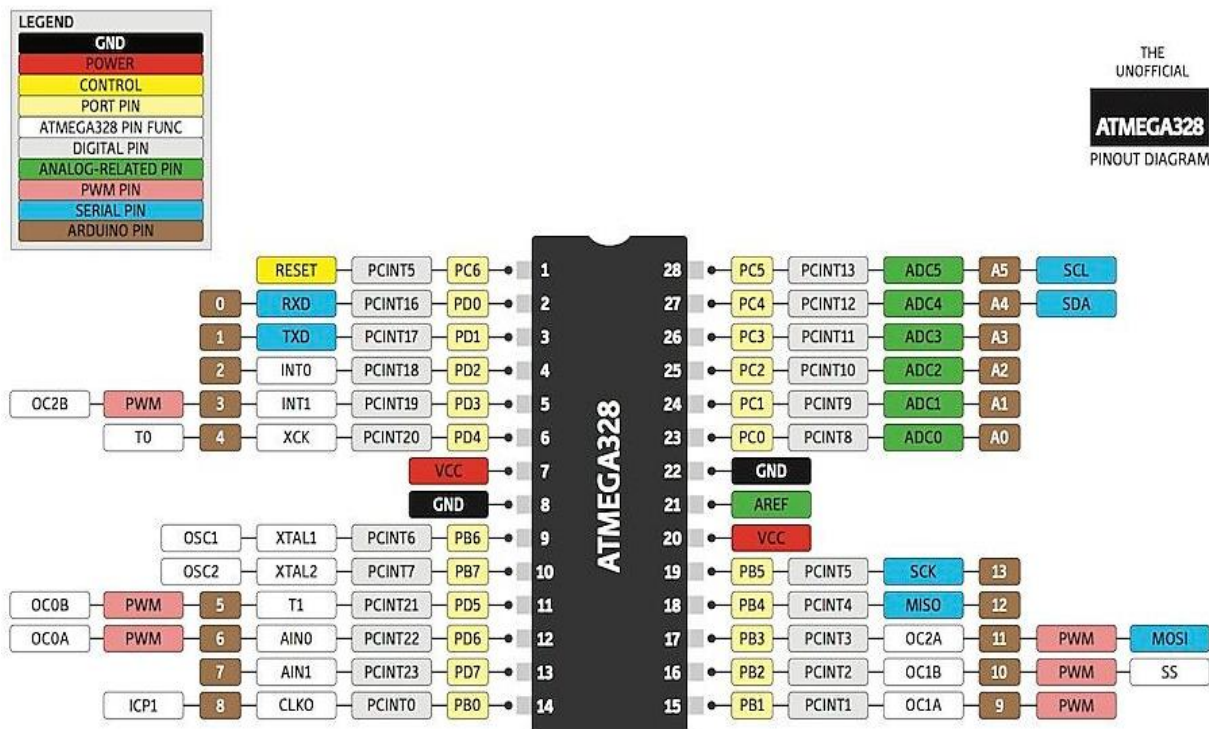 LEGEND
GND
POWER
CONTROL
PORT PIN
ATMEGA328 PIN FUNC
DIGITAL PIN
ANALOG-RELATED PIN
PWM PIN
SERIAL PIN
ARDUINO PIN
THE
UNOFFICIAL
ATMEGA328
PINOUT DIAGRAM
RESET PCINT5 PC6 1 28 PC5 PCINT13 ADC5 A5 SCL
0 RXD PCINT16 PD0 2 27 PC4 PCINT12 ADC4 A4 SDA
1 TXD PCINT17 PD1 3 26 PC3 PCINT11 ADC3 A3
2 INT0 PCINT18 PD2 4 25 PC2 PCINT10 ADC2 A2
OC2B PWM 3 INT1 PCINT19 PD3 5 24 PC1 PCINT9 ADC1 A1
T0 4 XCK PCINT20 PD4 6 23 PC0 PCINT8 ADC0 A0
VCC 7 22 GND
GND 8 21 AREF
OSC1 XTAL1 PCINT6 PB6 9 20 VCC
OSC2 XTAL2 PCINT7 PB7 10 19 PB5 PCINT5 SCK 13
OC0B PWM 5 T1 PCINT21 PD5 11 18 PB4 PCINT4 MISO 12
OC0A PWM 6 AIN0 PCINT22 PD6 12 17 PB3 PCINT3 OC2A 11 PWM MOSI
7 AIN1 PCINT23 PD7 13 16 PB2 PCINT2 OC1B 10 PWM SS
ICP1 8 CLKO PCINT0 PB0 14 15 PB1 PCINT1 OC1A 9 PWM
ATMEGA328